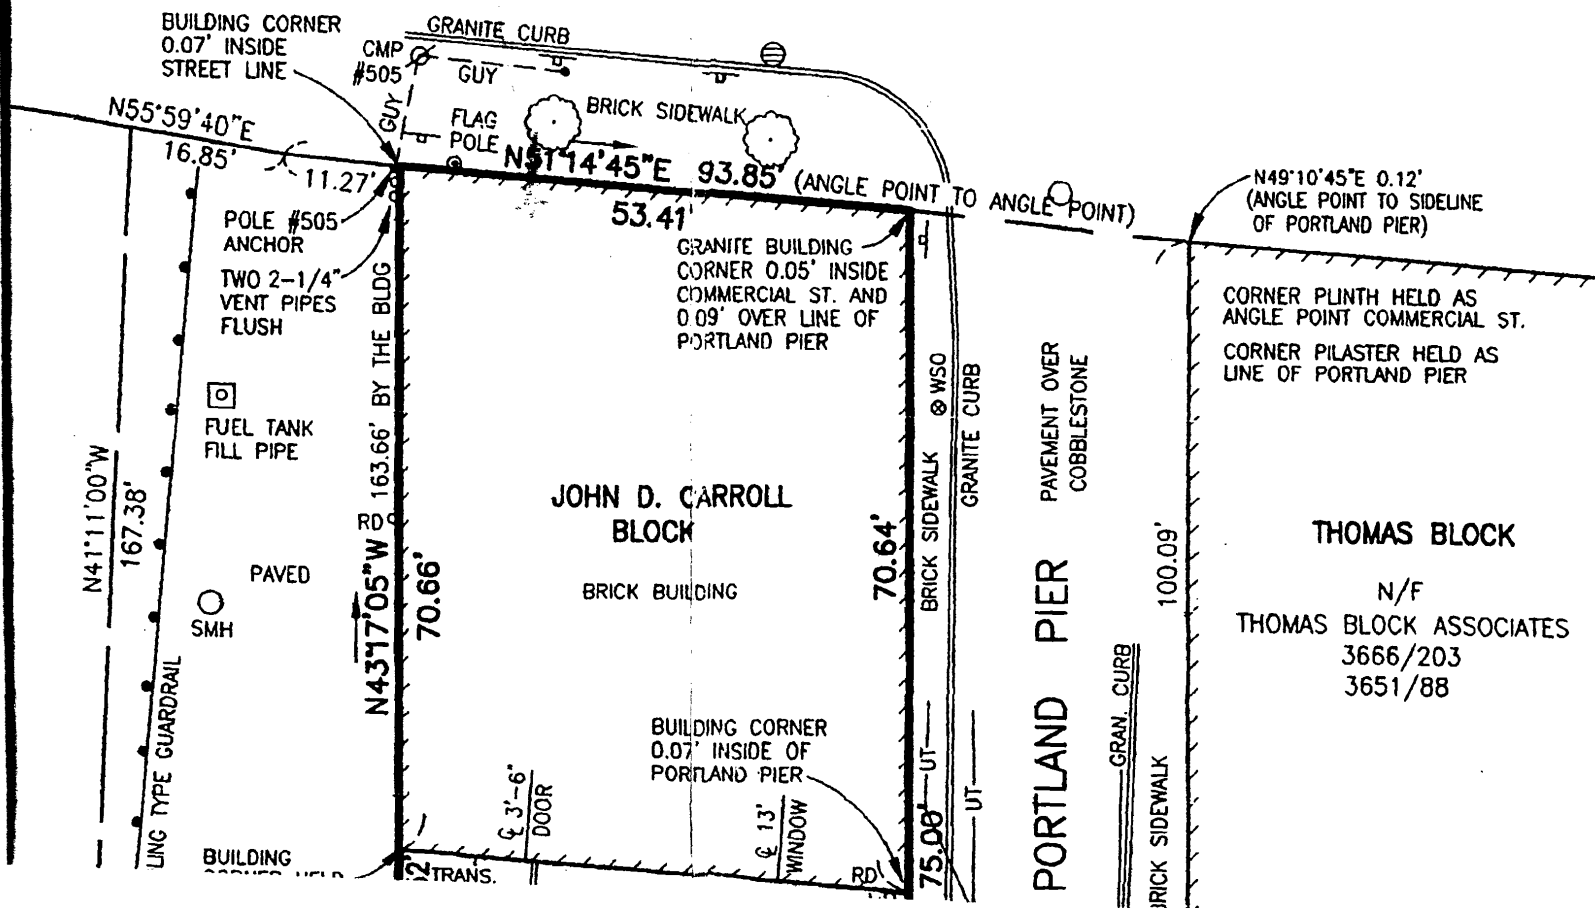 BUILDING CORNER
0.07' INSIDE
STREET LINE
GRANITE CURB
CMP
#505
GUY
GUY
FLAG
POLE
BRICK SIDEWALK
N55°59'40"E
16.85'
11.27'
N51°14'45"E 93.85' (ANGLE POINT TO ANGLE POINT)
53.41'
N49°10'45"E 0.12'
(ANGLE POINT TO SIDELINE
OF PORTLAND PIER)
POLE #505
ANCHOR
TWO 2-1/4"
VENT PIPES
FLUSH
GRANITE BUILDING
CORNER 0.05' INSIDE
COMMERCIAL ST. AND
0.09' OVER LINE OF
PORTLAND PIER
CORNER PLINTH HELD AS
ANGLE POINT COMMERCIAL ST.
CORNER PILASTER HELD AS
LINE OF PORTLAND PIER
FUEL TANK
FILL PIPE
163.66' BY THE BLDG
RD
N41°11'00"W
167.38'
PAVED
SMH
N43°17'05"W
70.66'
JOHN D. CARROLL
BLOCK
BRICK BUILDING
70.64'
WSO
BRICK SIDEWALK
GRANITE CURB
PAVEMENT OVER
COBBLESTONE
PORTLAND PIER
100.09'
THOMAS BLOCK
N/F
THOMAS BLOCK ASSOCIATES
3666/203
3651/88
LING TYPE GUARDRAIL
BUILDING CORNER
0.07' INSIDE OF
PORTLAND PIER
℄ 3'-6"
DOOR
℄ 13'
WINDOW
UT
UT
75.00'
GRAN. CURB
BRICK SIDEWALK
BUILDING
CORNER HELD
TRANS.
RD